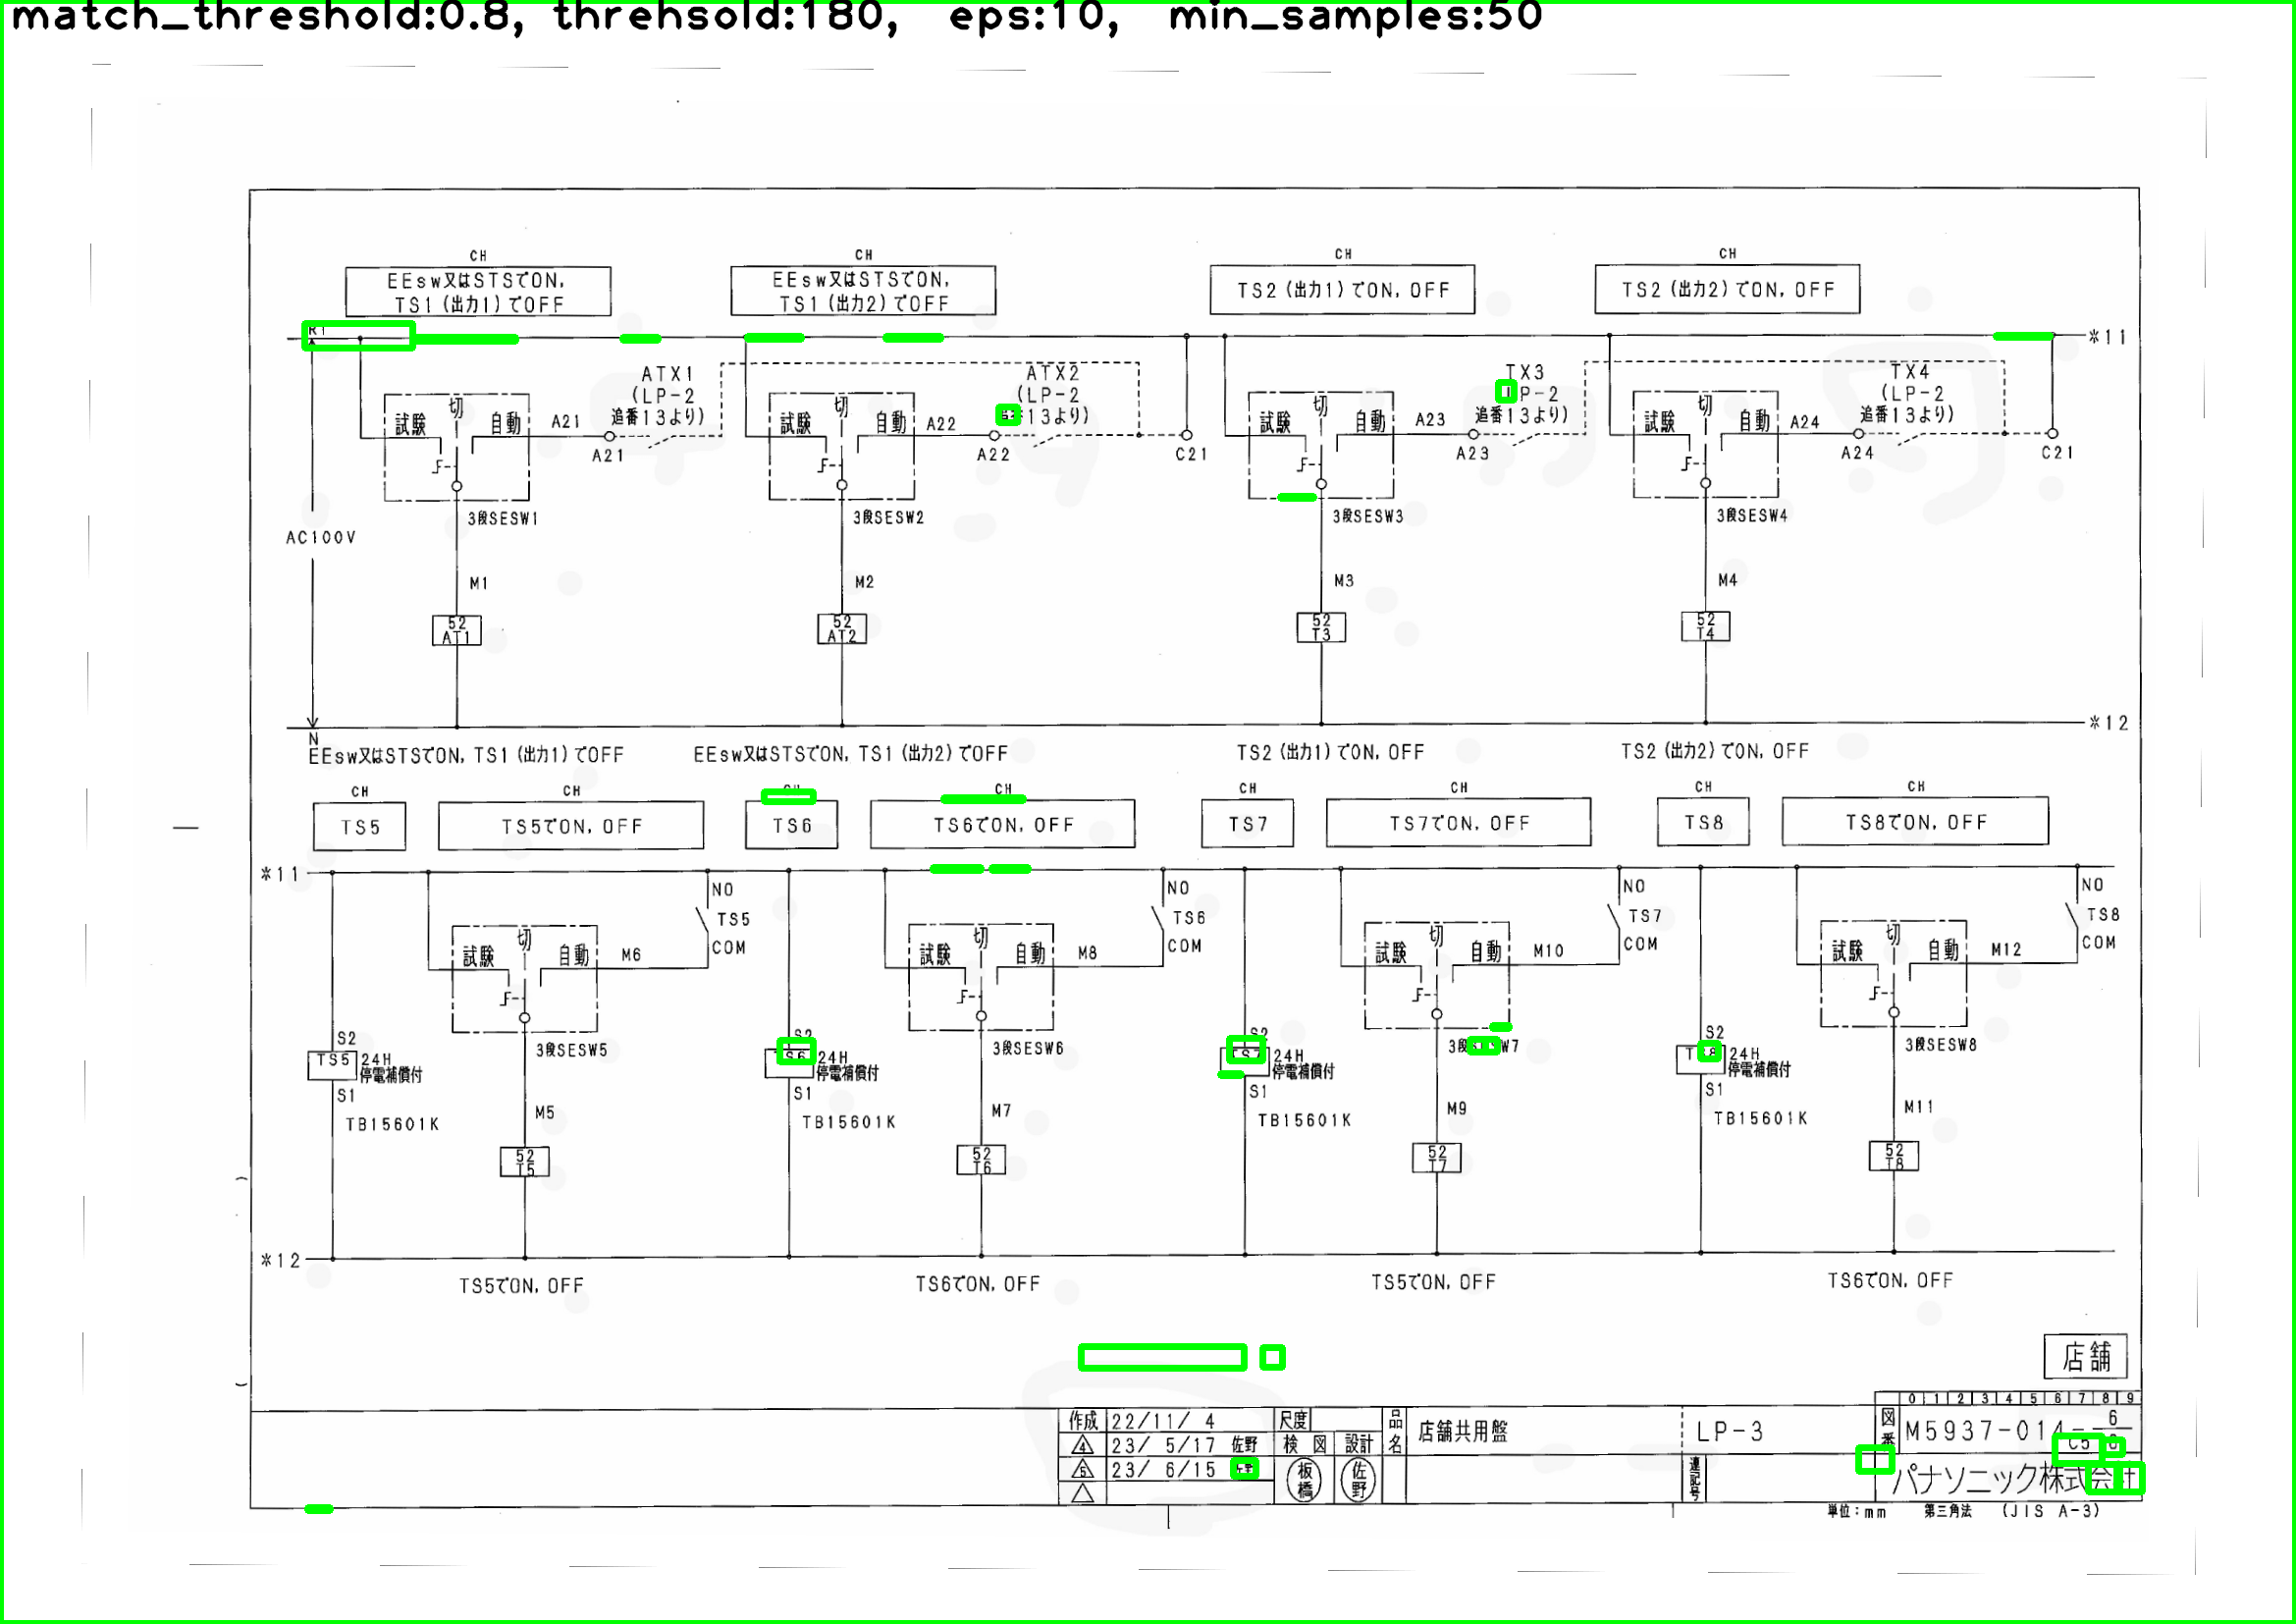 match_threshold:0.8, threhsold:180, eps:10, min_samples:50
CH CH CH CH
EEsw又はSTSでON, EEsw又はSTSでON,
TS1 (出力1) でOFF TS1 (出力2) でOFF TS2 (出力1) でON, OFF TS2 (出力2) でON, OFF
R1 *11
ATX1 ATX2 TX3 TX4
(LP-2 (LP-2 P-2 (LP-2
追番13より) 13より) 追番13より) 追番13より)
試験 切 自動 A21 試験 切 自動 A22 試験 切 自動 A23 試験 切 自動 A24
A21 A22 C21 A23 A24 C21
3段SESW1 3段SESW2 3段SESW3 3段SESW4
AC100V
M1 M2 M3 M4
52 52 52 52
AT1 AT2 T3 T4
*12
N
EEsw又はSTSでON, TS1 (出力1) でOFF EEsw又はSTSでON, TS1 (出力2) でOFF TS2 (出力1) でON, OFF TS2 (出力2) でON, OFF
CH CH CH CH CH CH CH
TS5 TS5でON, OFF TS6 TS6でON, OFF TS7 TS7でON, OFF TS8 TS8でON, OFF
*11
NO NO NO NO
TS5 TS6 TS7 TS8
COM COM COM COM
試験 切 自動 M6 試験 切 自動 M8 試験 切 自動 M10 試験 切 自動 M12
S2 S2 S2 S2
3段SESW5 3段SESW6 3段SESW7 3段SESW8
TS5 24H TS6 24H TS7 24H TS8 24H
停電補償付 停電補償付 停電補償付 停電補償付
S1 S1 S1 S1
M5 M7 M9 M11
TB15601K TB15601K TB15601K TB15601K
52 52 52 52
T5 T6 T7 T8
*12
TS5でON, OFF TS6でON, OFF TS5でON, OFF TS6でON, OFF
店舗
0 1 2 3 4 5 6 7 8 9
作成 22/11/ 4 尺度 品名 店舗共用盤 LP-3 図番 M5937-014- 6
4 23/ 5/17 佐野 検図 設計
C5
5 23/ 6/15 板橋 佐野 連記号 パナソニック株式会社
単位:mm 第三角法 (JIS A-3)